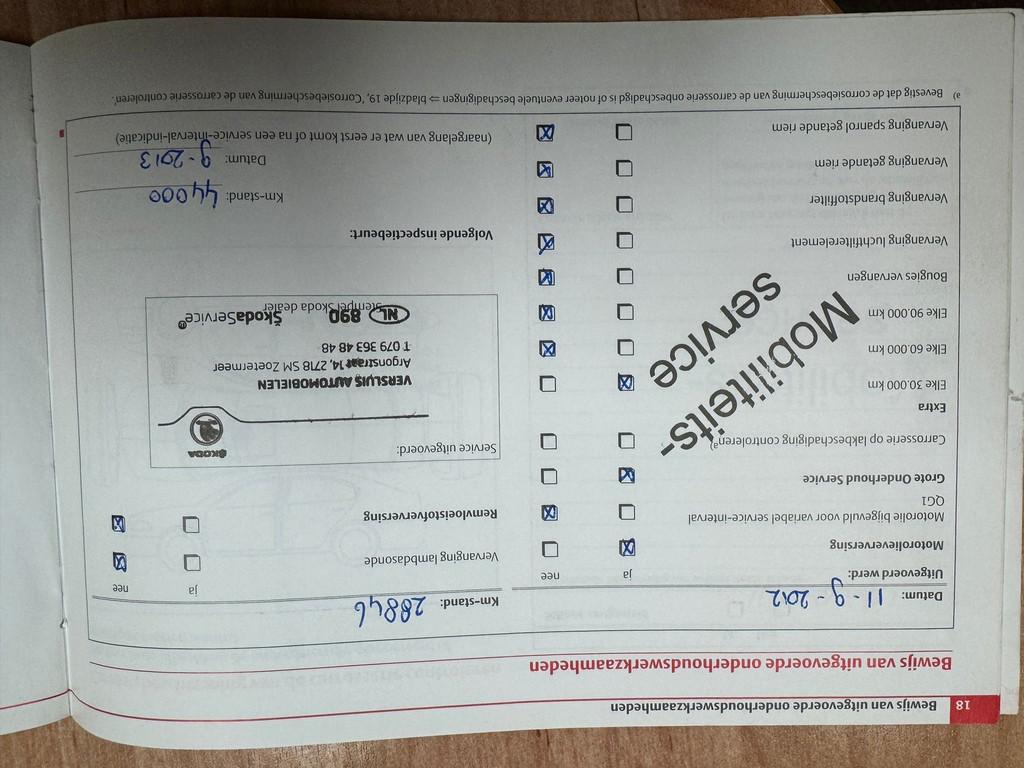 18 Bewijs van uitgevoerde onderhoudswerkzaamheden
Bewijs van uitgevoerde onderhoudswerkzaamheden
Datum: 11-9-2012
Uitgevoerd werd: ja nee
Motorolieverversing
Motorolie bijgevuld voor variabel service-interval
QG1
Grote Onderhoud Service
Carrosserie op lakbeschadiging controleren a)
Extra
Elke 30.000 km
Elke 60.000 km
Elke 90.000 km
Bougies vervangen
Vervanging luchtfilterelement
Vervanging brandstoffilter
Vervanging getande riem
Vervanging spanrol getande riem
Mobiliteits-
service
Km-stand: 28846
ja nee
Vervanging lambdasonde
Remvloeistofverversing
Service uitgevoerd:
ŠKODA
VERSLUIS AUTOMOBIELEN
Argonstraat 14, 2718 SM Zoetermeer
T 079 363 48 48
NL 890 ŠkodaService®
Stempel Škoda dealer
Volgende inspectiebeurt:
Km-stand: 44000
Datum: 9-2013
(naargelang van wat er eerst komt of na een service-interval-indicatie)
a) Bevestig dat de corrosiebescherming van de carrosserie onbeschadigd is of noteer eventuele beschadigingen ⇒ bladzijde 19, 'Corrosiebescherming van de carrosserie controleren'.